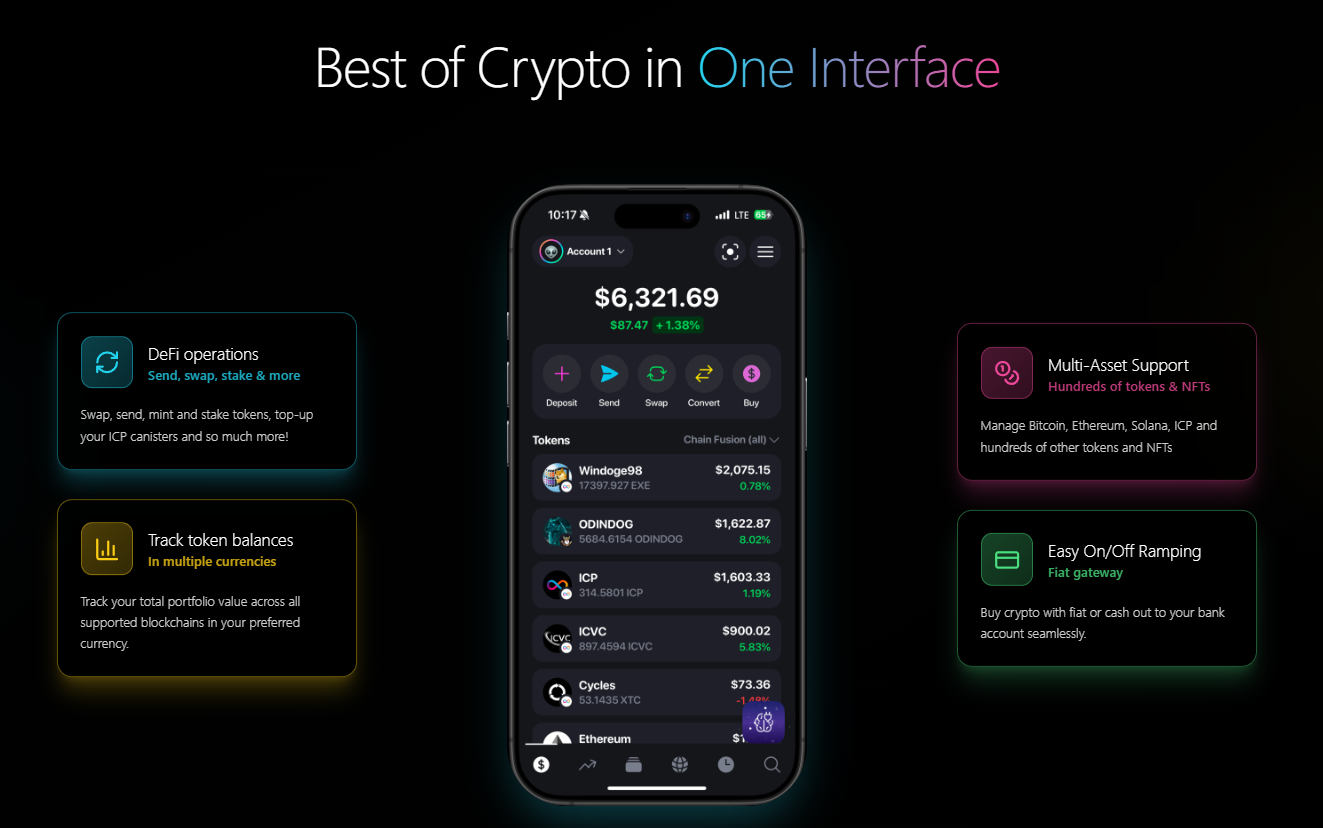 Best of Crypto in One Interface
DeFi operations
Send, swap, stake & more
Swap, send, mint and stake tokens, top-up
your ICP canisters and so much more!
Track token balances
In multiple currencies
Track your total portfolio value across all
supported blockchains in your preferred
currency.
10:17
LTE
65
Account 1
$6,321.69
$87.47 +1.38%
Deposit
Send
Swap
Convert
Buy
Tokens
Chain Fusion (all)
Windoge98
$2,075.15
17397.927 EXE
0.78%
ODINDOG
$1,622.87
5684.6154 ODINDOG
8.02%
ICP
$1,603.33
314.5801 ICP
1.19%
ICVC
ICVC
$900.02
897.4594 ICVC
5.83%
Cycles
$73.36
53.1435 XTC
-1.48%
Ethereum
Multi-Asset Support
Hundreds of tokens & NFTs
Manage Bitcoin, Ethereum, Solana, ICP and
hundreds of other tokens and NFTs
Easy On/Off Ramping
Fiat gateway
Buy crypto with fiat or cash out to your bank
account seamlessly.